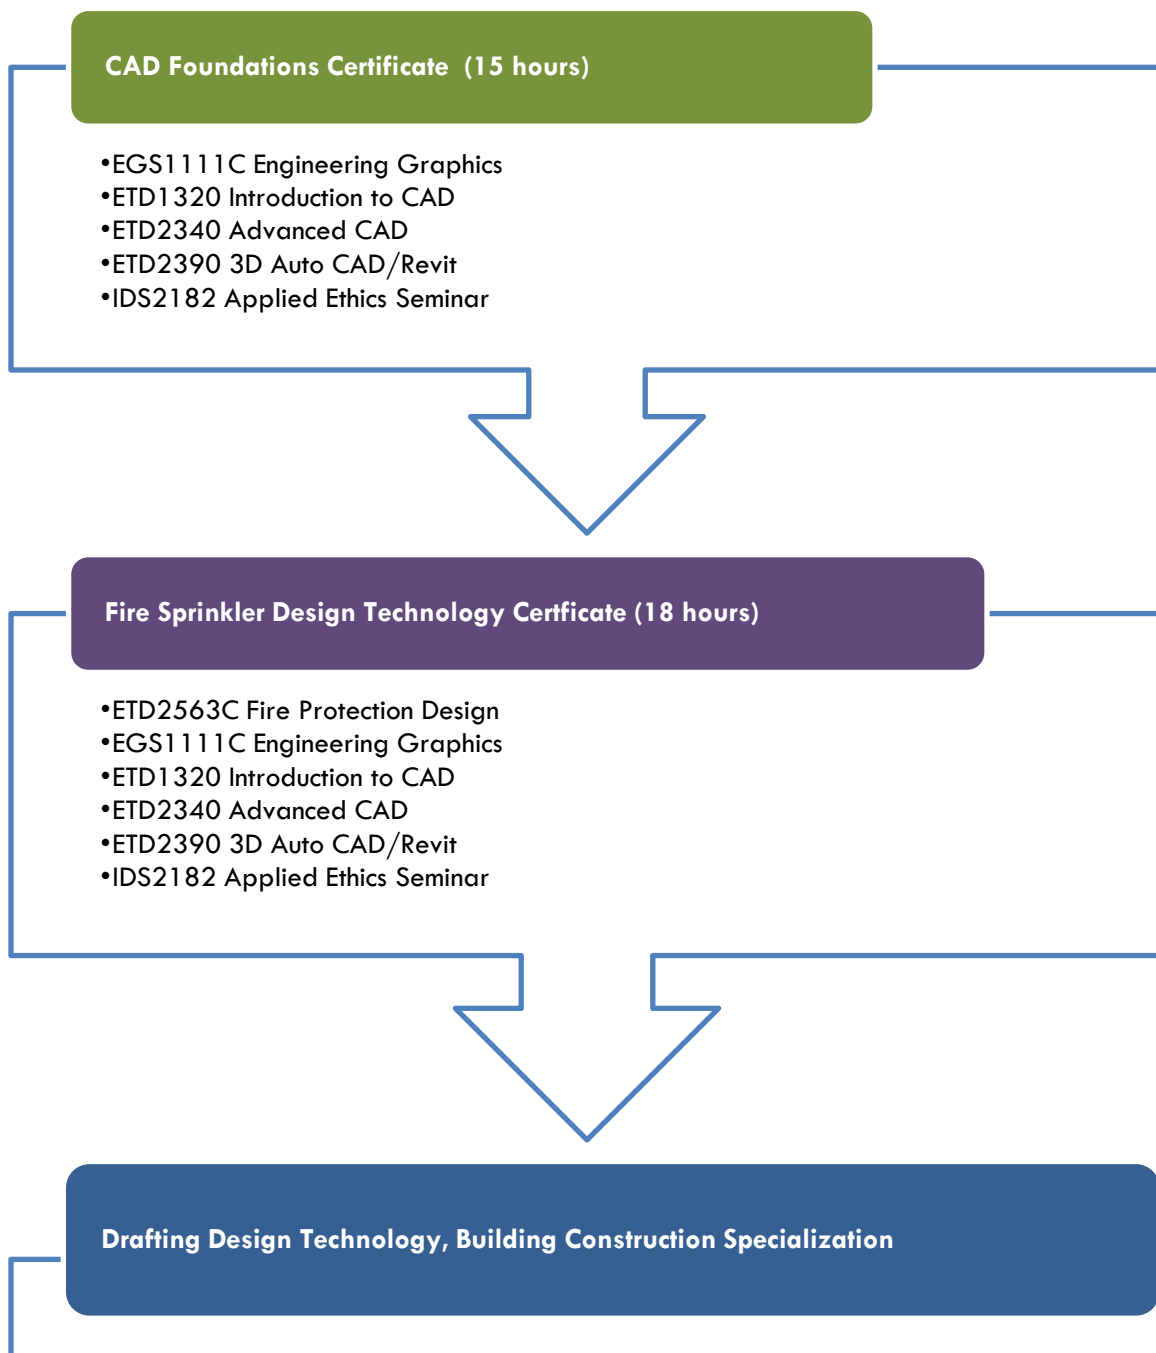 CAD Foundations Certificate  (15 hours)
•EGS1111C Engineering Graphics
•ETD1320 Introduction to CAD
•ETD2340 Advanced CAD
•ETD2390 3D Auto CAD/Revit
•IDS2182 Applied Ethics Seminar
Fire Sprinkler Design Technology Certficate (18 hours)
•ETD2563C Fire Protection Design
•EGS1111C Engineering Graphics
•ETD1320 Introduction to CAD
•ETD2340 Advanced CAD
•ETD2390 3D Auto CAD/Revit
•IDS2182 Applied Ethics Seminar
Drafting Design Technology, Building Construction Specialization